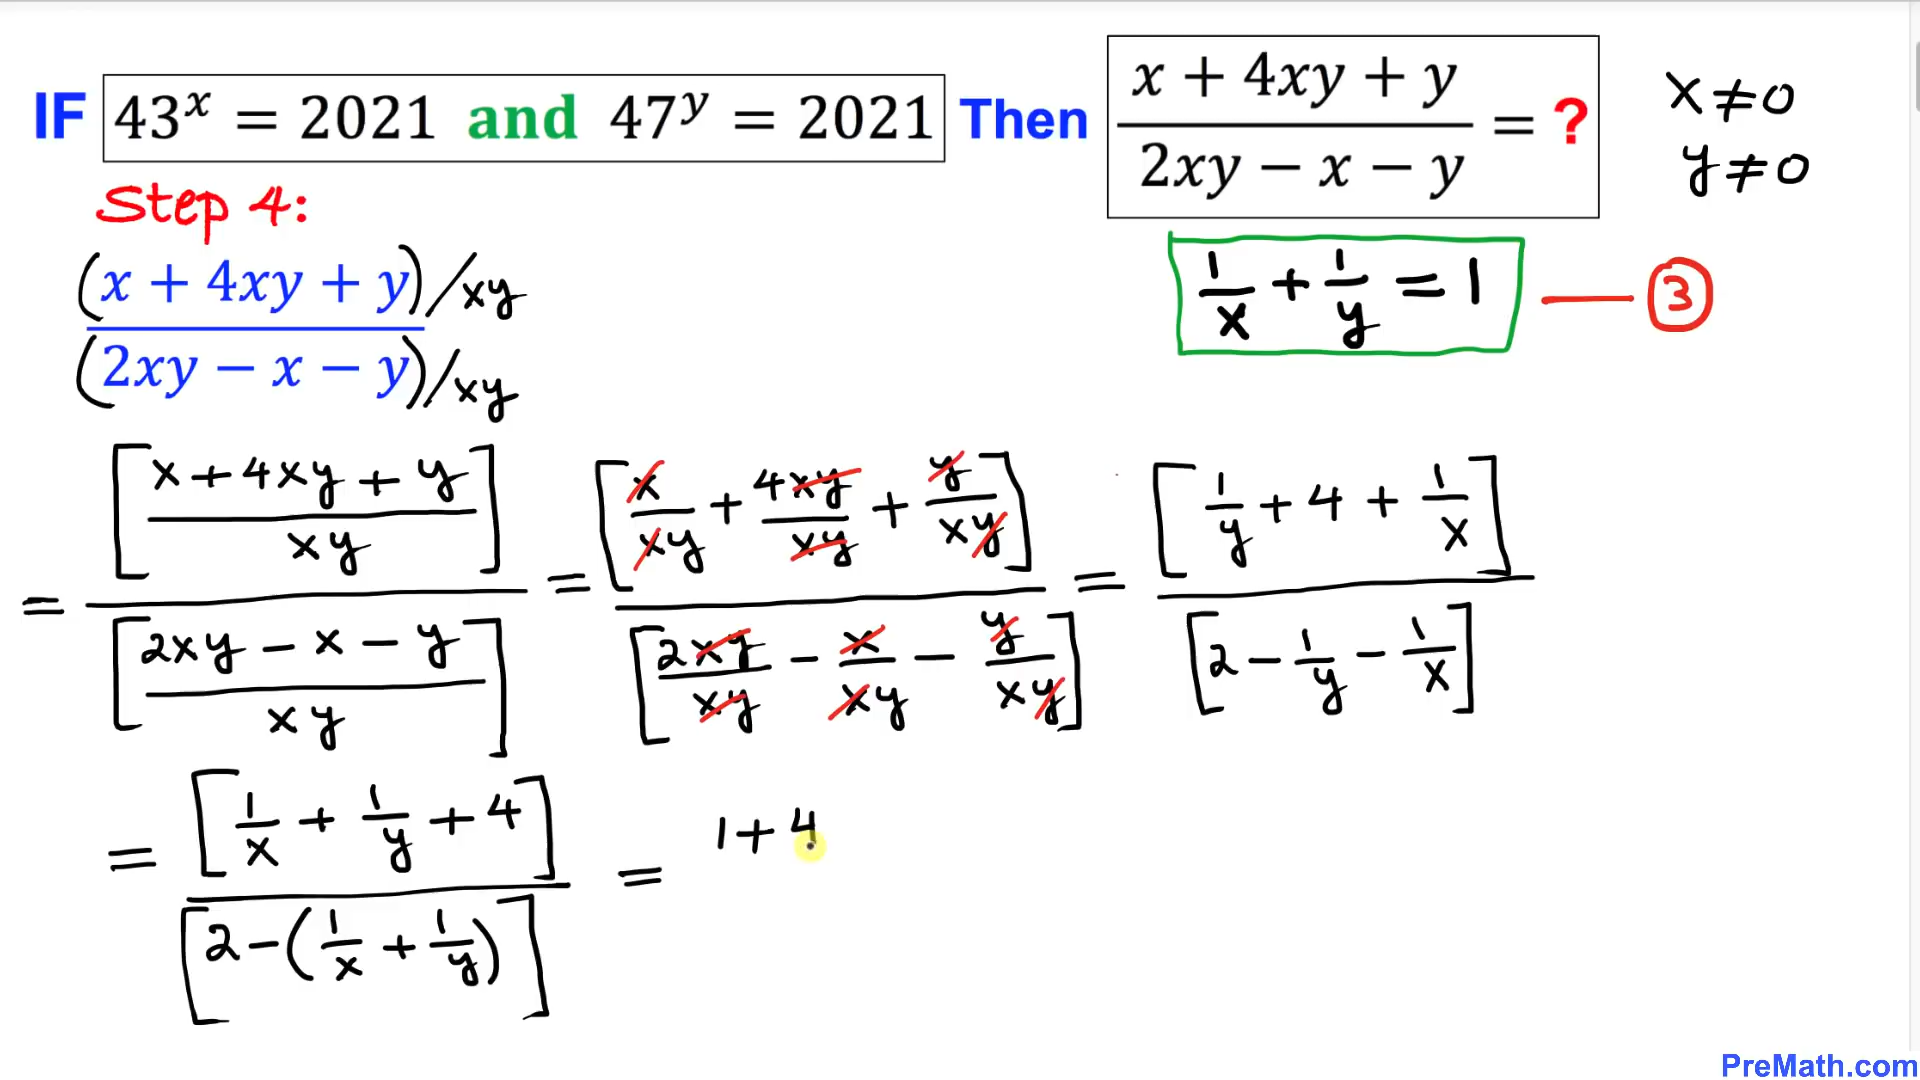 IF 43^x = 2021 and 47^y = 2021 Then (x + 4xy + y)/(2xy − x − y) = ? x ≠ 0
y ≠ 0
Step 4:
(x + 4xy + y)/xy
(2xy − x − y)/xy
1/x + 1/y = 1 — ③
= [(x + 4xy + y)/xy] / [(2xy − x − y)/xy] = [x/xy + 4xy/xy + y/xy] / [2xy/xy − x/xy − y/xy] = [1/y + 4 + 1/x] / [2 − 1/y − 1/x]
= [1/x + 1/y + 4] / [2 − (1/x + 1/y)] = 1 + 4
PreMath.com